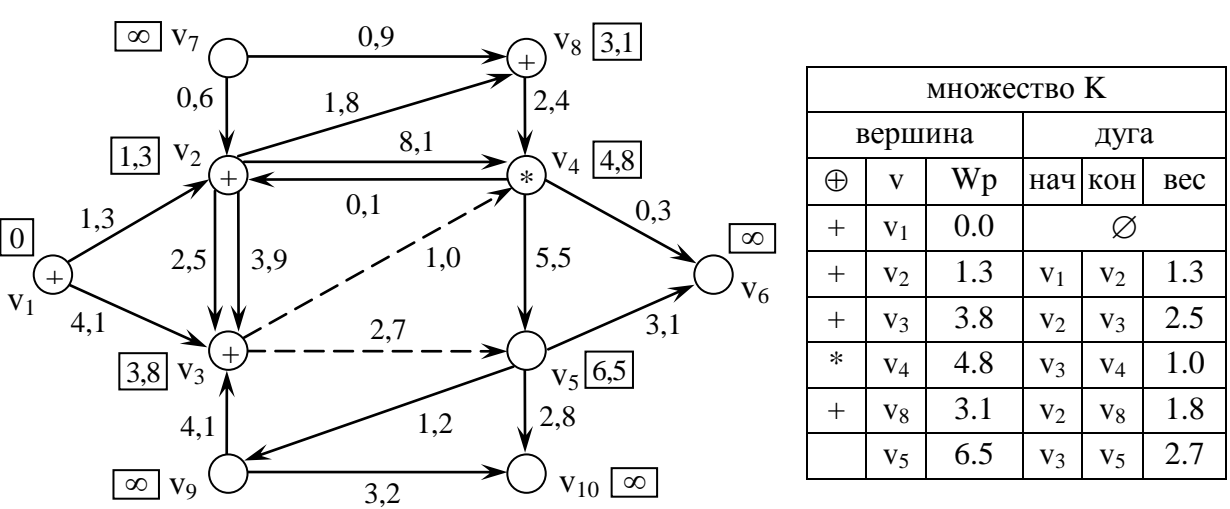 ∞ v7 0,9 v8 3,1
+
0,6 1,8 2,4
1,3 v2 8,1 v4 4,8
+ *
0,1
1,3 0,3
0 ∞
+ 2,5 3,9 1,0 5,5
v1 v6
4,1 2,7 3,1
+
3,8 v3 v5 6,5
4,1 1,2 2,8
∞ v9 3,2 v10 ∞
множество K
вершина дуга
⊕ v Wp нач кон вес
+ v1 0.0 ∅
+ v2 1.3 v1 v2 1.3
+ v3 3.8 v2 v3 2.5
* v4 4.8 v3 v4 1.0
+ v8 3.1 v2 v8 1.8
v5 6.5 v3 v5 2.7